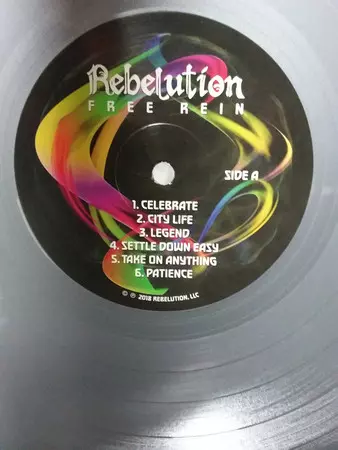 Rebelution
FREE REIN
SIDE A
1. CELEBRATE
2. CITY LIFE
3. LEGEND
4. SETTLE DOWN EASY
5. TAKE ON ANYTHING
6. PATIENCE
© ℗ 2018 REBELUTION, LLC